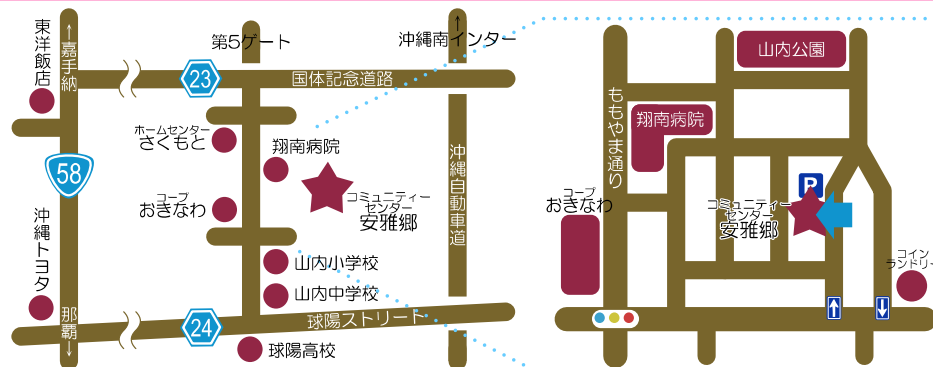 東洋飯店
←嘉手納
第5ゲート
沖縄南インター→
23
国体記念道路
ホームセンター
さくもと
翔南病院
58
コープ
おきなわ
コミュニティー
センター
安雅郷
沖縄自動車道
沖縄トヨタ
山内小学校
山内中学校
那覇→
24
球陽ストリート
球陽高校
山内公園
ももやま通り
翔南病院
P
コープ
おきなわ
コミュニティー
センター
安雅郷
コイン
ランドリー